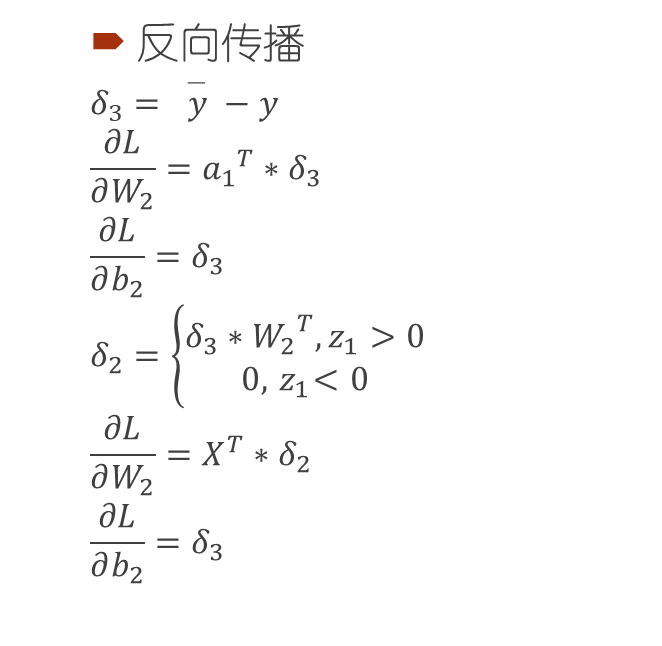 反向传播
δ₃ = y̅ − y
∂L/∂W₂ = a₁ᵀ ∗ δ₃
∂L/∂b₂ = δ₃
δ₂ = { δ₃ ∗ W₂ᵀ, z₁ > 0
0, z₁ < 0
∂L/∂W₂ = Xᵀ ∗ δ₂
∂L/∂b₂ = δ₃